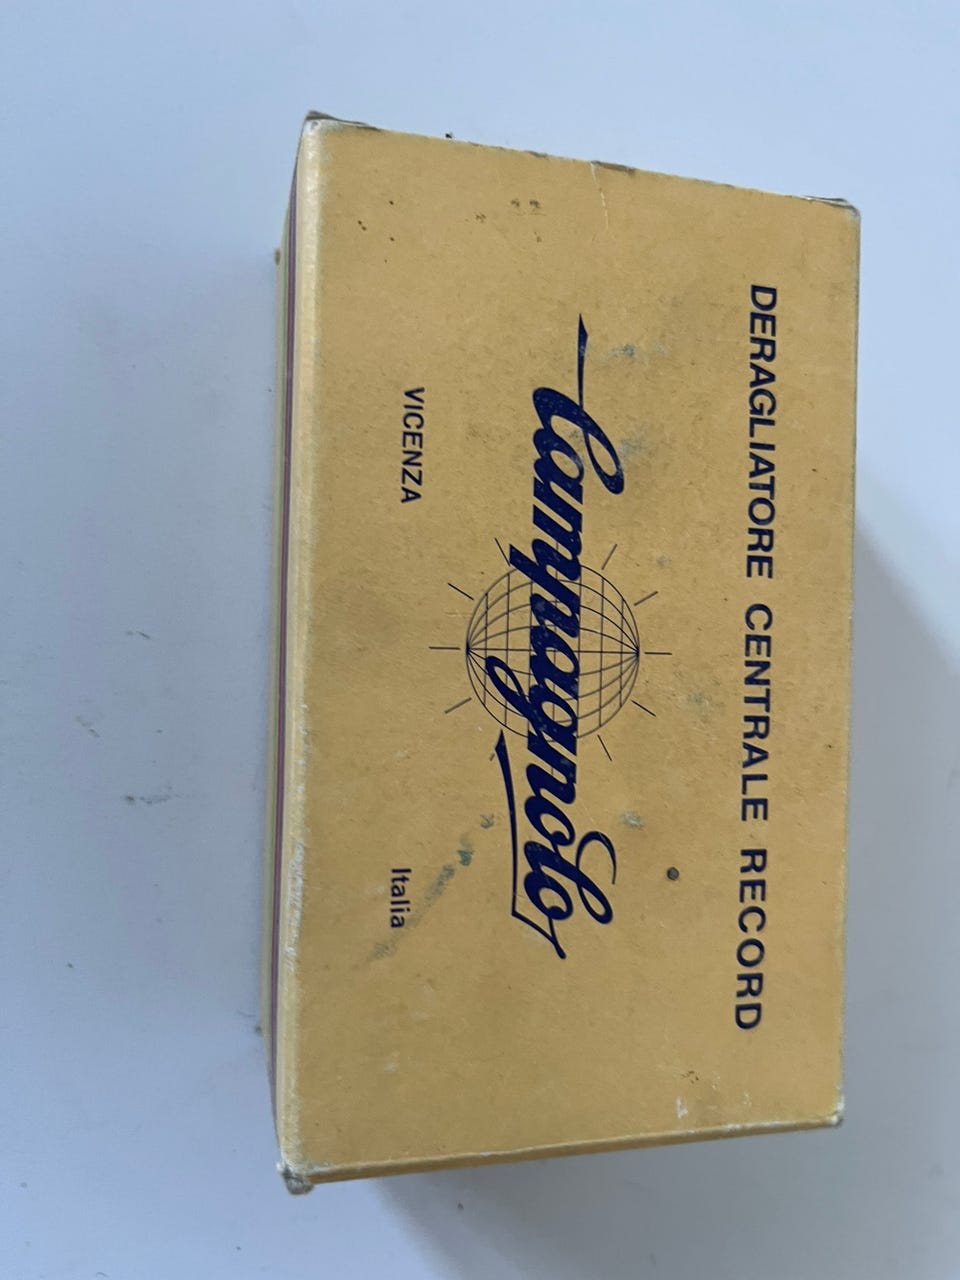 DERAGLIATORE CENTRALE RECORD
Campagnolo
VICENZA Italia